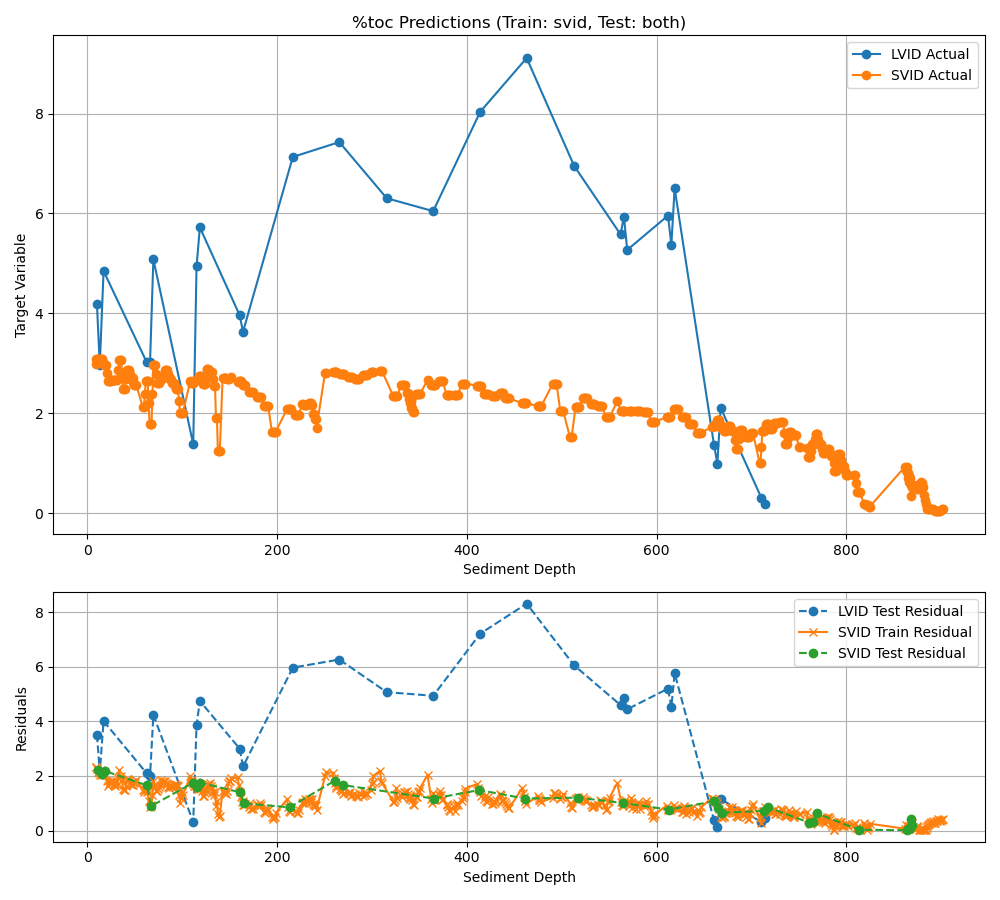 %toc Predictions (Train: svid, Test: both)
LVID Actual
SVID Actual
Target Variable
8
6
4
2
0
0 200 400 600 800
Sediment Depth
LVID Test Residual
SVID Train Residual
SVID Test Residual
Residuals
8
6
4
2
0
0 200 400 600 800
Sediment Depth